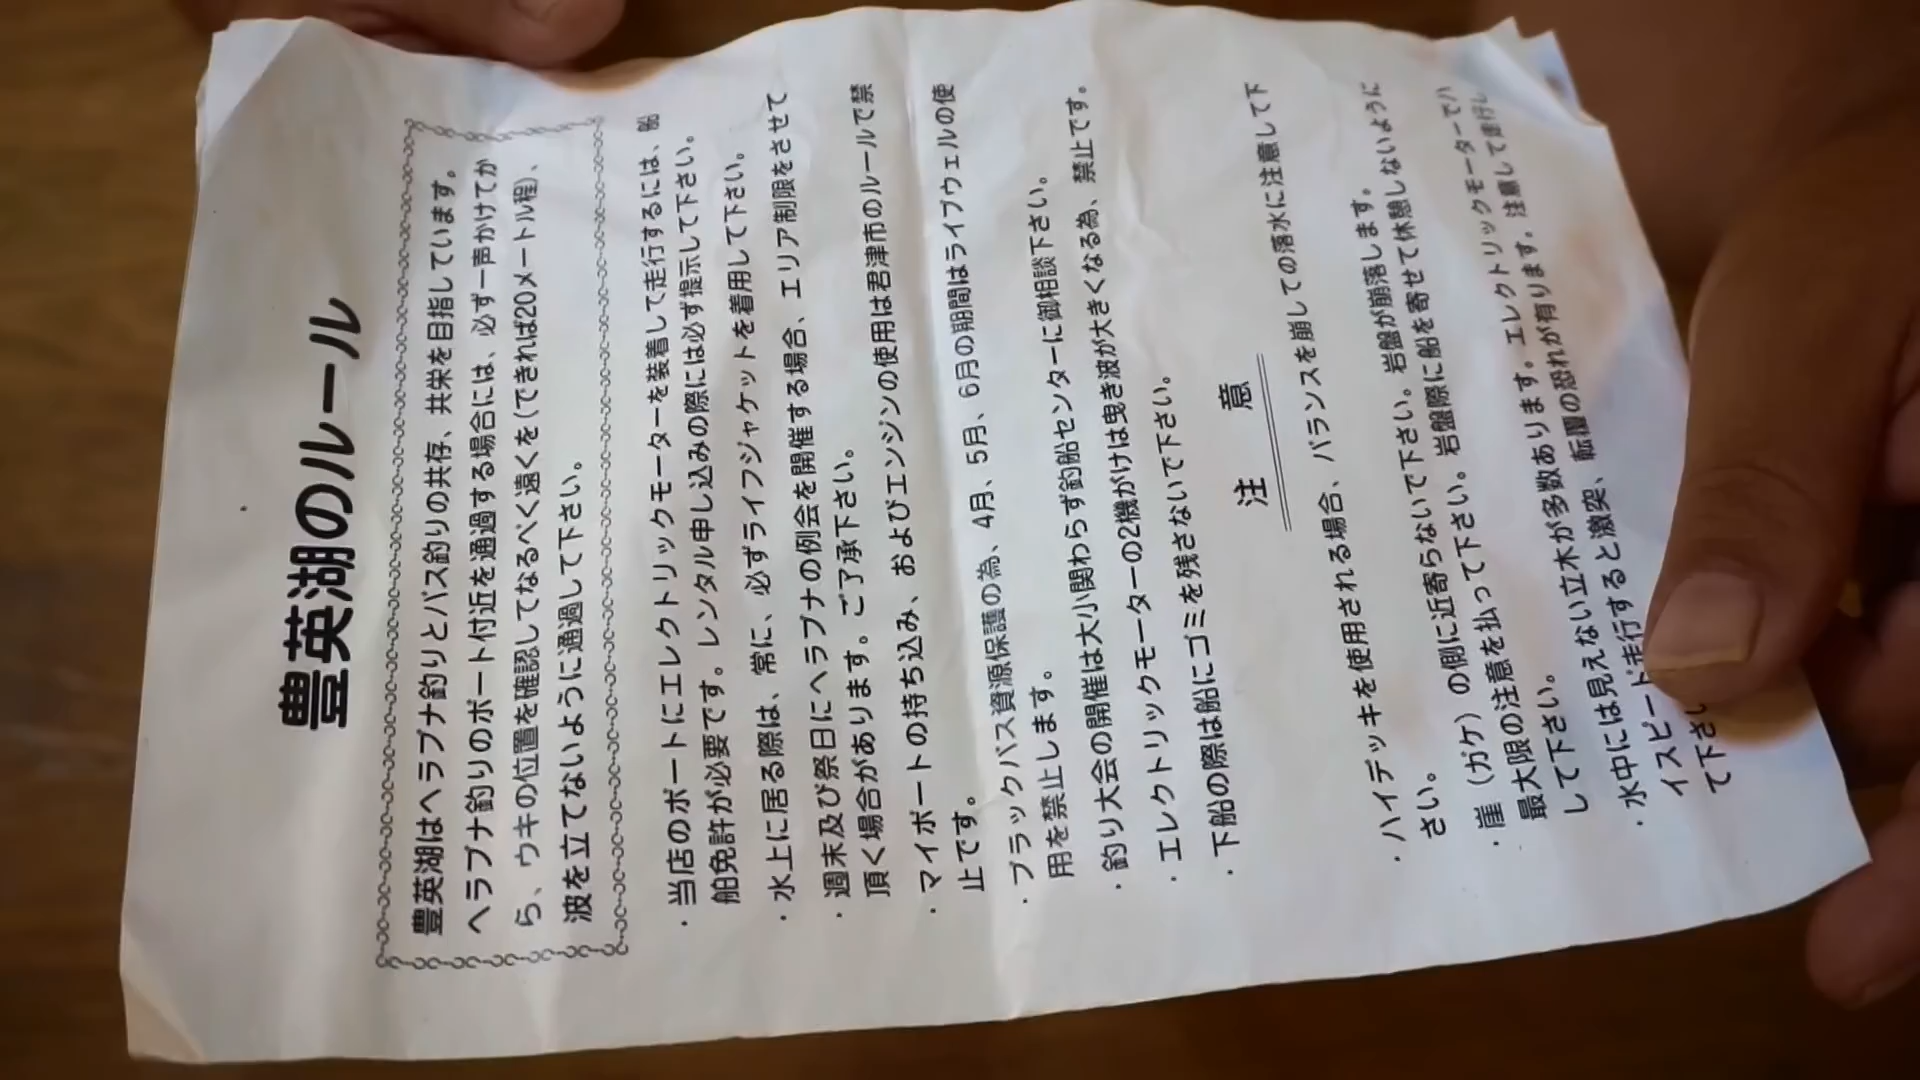 豊英湖のルール
豊英湖はヘラブナ釣りとバス釣りの共存、共栄を目指しています。
ヘラブナ釣りのボート付近を通過する場合には、必ず一声かけてか
ら、ウキの位置を確認してなるべく遠くを(できれば20メートル程)、
波を立てないように通過して下さい。
・当店のボートにエレクトリックモーターを装着して走行するには、船
舶免許が必要です。レンタル申し込みの際には必ず提示して下さい。
・水上に居る際は、常に、必ずライフジャケットを着用して下さい。
・週末及び祭日にヘラブナの例会を開催する場合、エリア制限をさせて
頂く場合があります。ご了承下さい。
・マイボートの持ち込み、およびエンジンの使用は君津市のルールで禁
止です。
・ブラックバス資源保護の為、4月、5月、6月の期間はライブウェルの使
用を禁止します。
・釣り大会の開催は大小関わらず釣船センターに御相談下さい。
・エレクトリックモーターの2機がけは曳き波が大きくなる為、禁止です。
・下船の際は船にゴミを残さないで下さい。
注 意
・ハイデッキを使用される場合、バランスを崩しての落水に注意して下
さい。
・崖（ガケ）の側に近寄らないで下さい。岩盤が崩落します。
最大限の注意を払って下さい。岩盤際に船を寄せて休憩しないように
して下さい。
・水中には見えない立木が多数あります。エレクトリックモーターでハ
イスピード走行すると激突、転覆の恐れが有ります。注意して走行し
て下さい